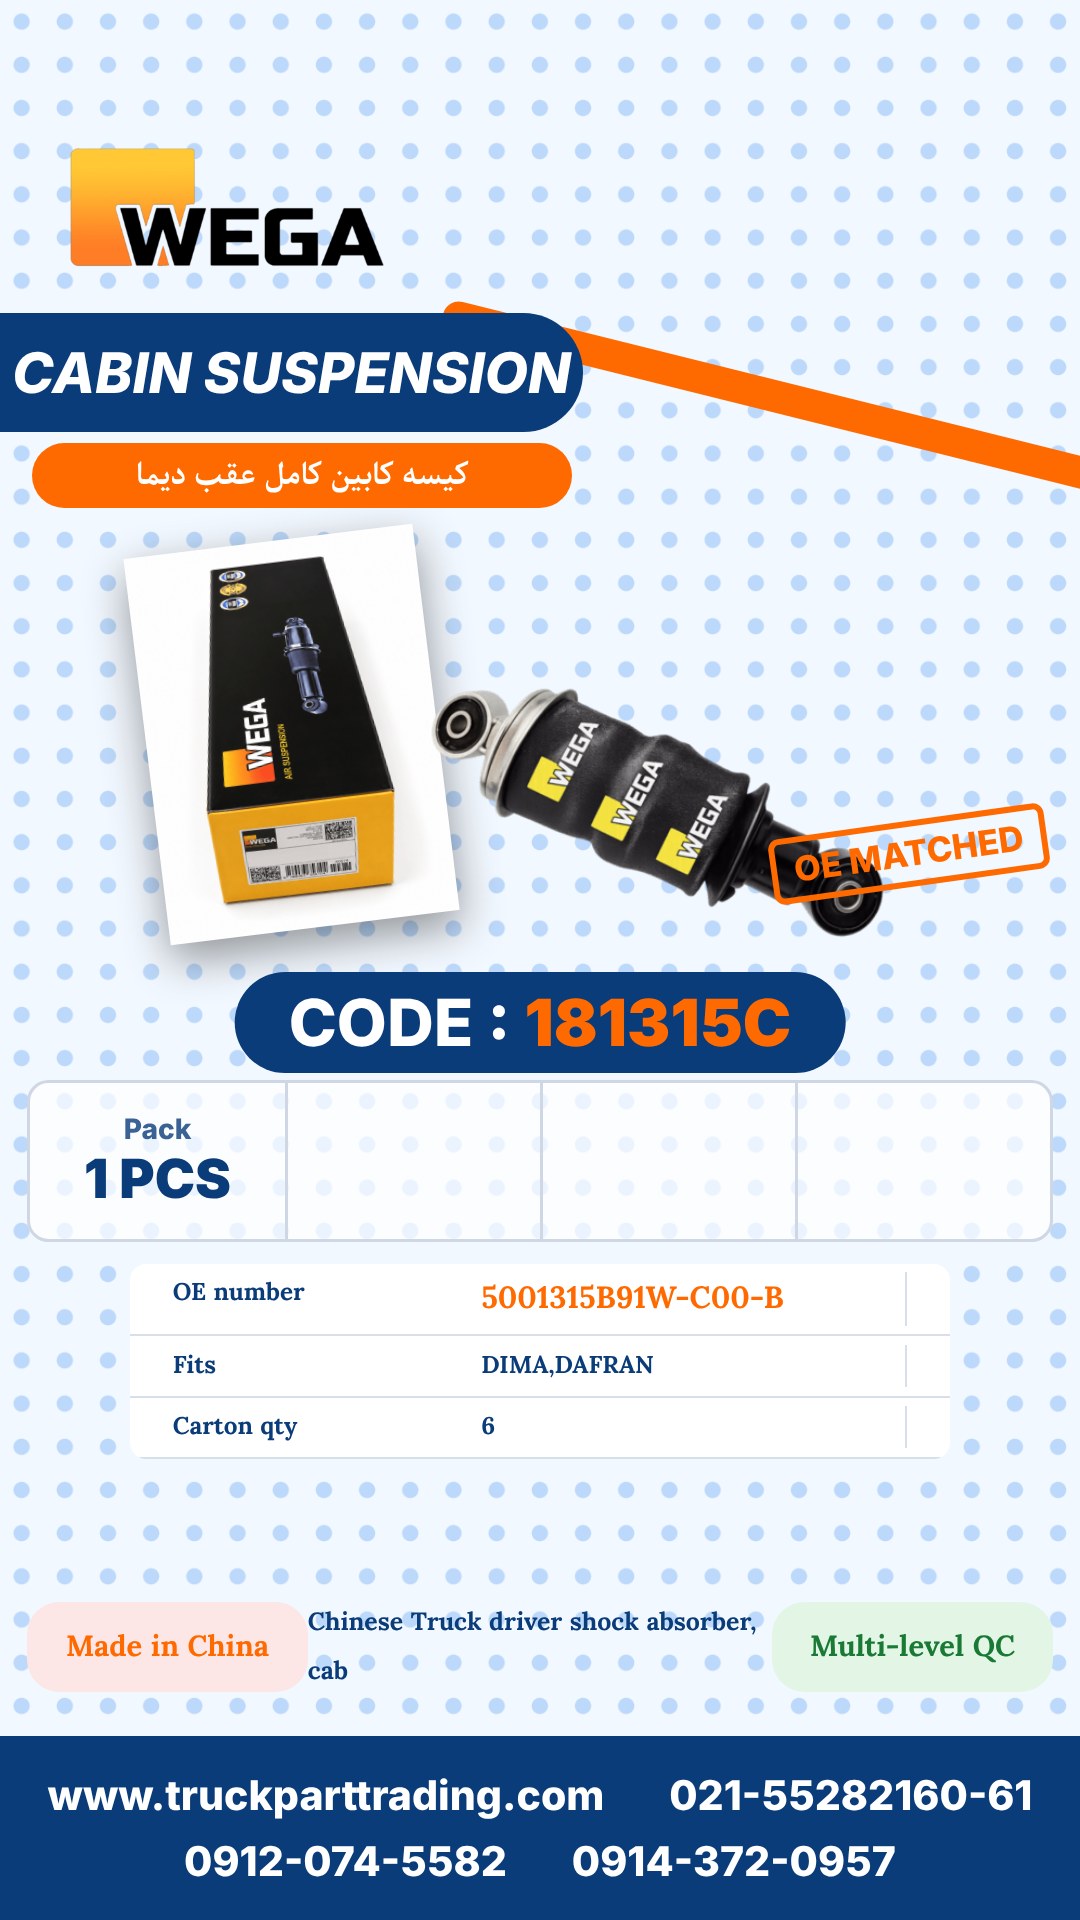 WEGA
CABIN SUSPENSION
کیسه کابین کامل عقب دیما
WEGA
AIR SUSPENSION
WEGA
WEGA
WEGA
WEGA
OE MATCHED
CODE : 181315C
Pack
1 PCS
OE number 5001315B91W-C00-B
Fits DIMA,DAFRAN
Carton qty 6
Made in China
Chinese Truck driver shock absorber,
cab
Multi-level QC
www.truckparttrading.com 021-55282160-61
0912-074-5582 0914-372-0957